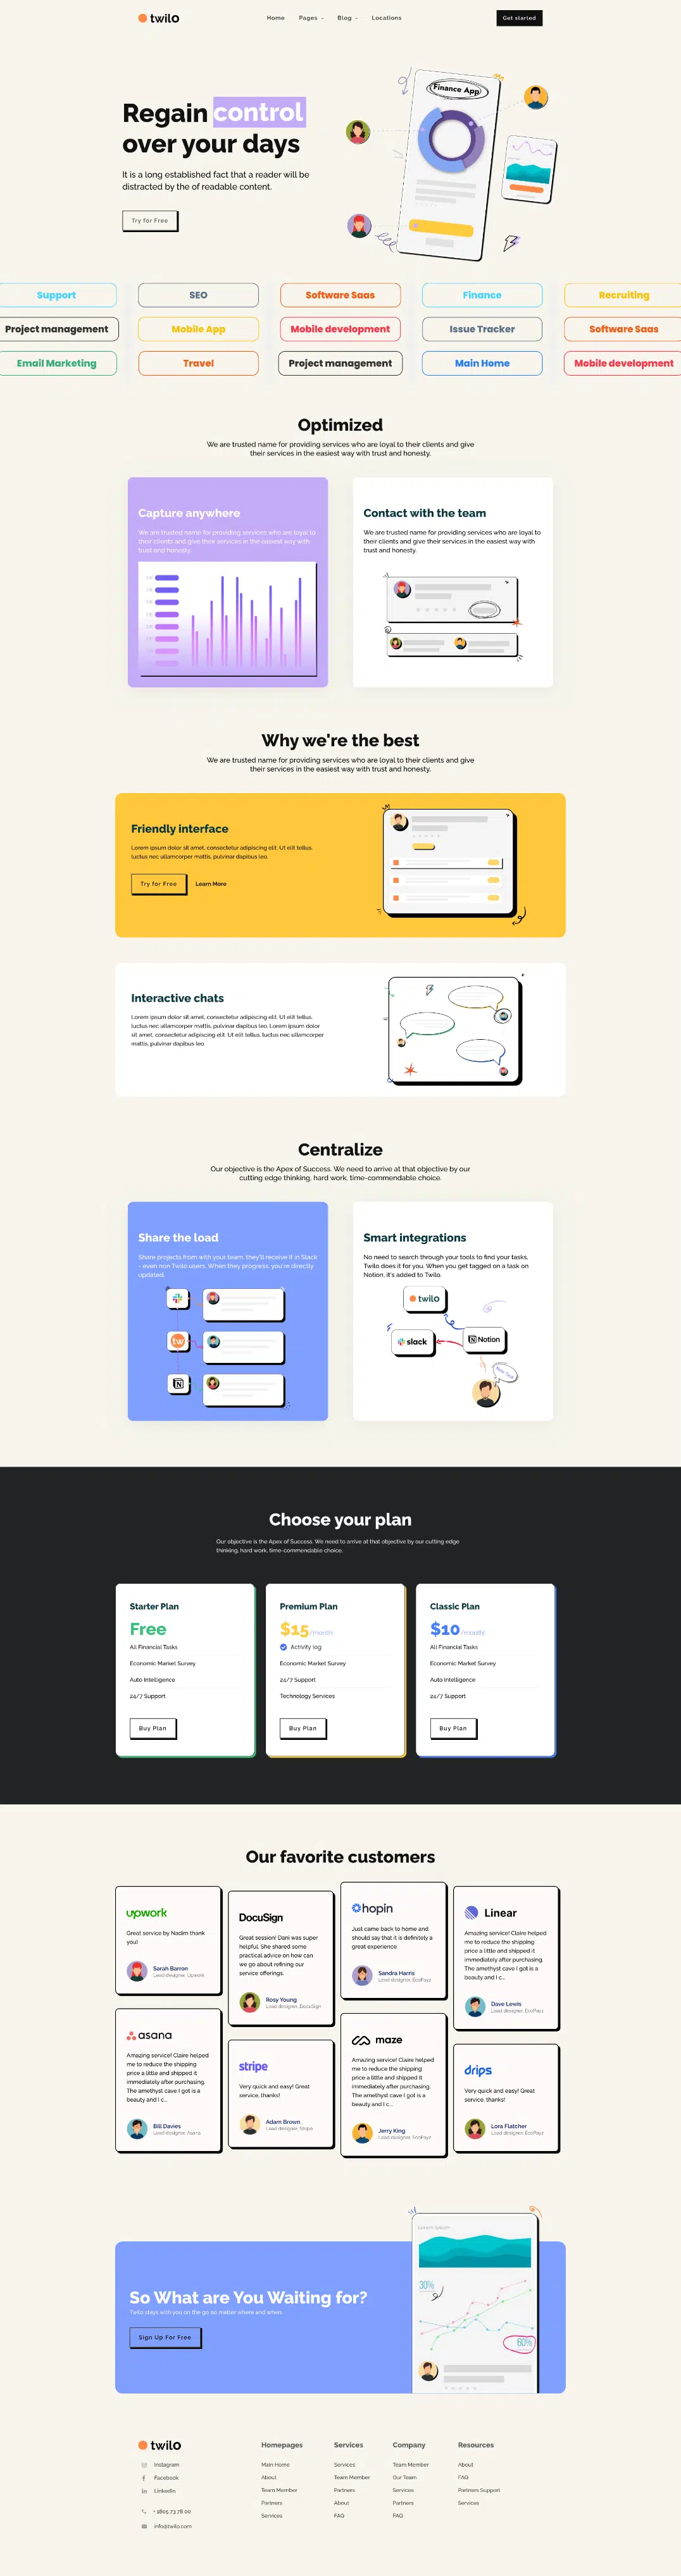 twilo
Home Pages Blog Locations
Get started
Regain control
over your days
It is a long established fact that a reader will be
distracted by the of readable content.
Try for Free
Finance App
Support SEO Software Saas Finance Recruiting
Project management Mobile App Mobile development Issue Tracker Software Saas
Email Marketing Travel Project management Main Home Mobile development
Optimized
We are trusted name for providing services who are loyal to their clients and give
their services in the easiest way with trust and honesty.
Capture anywhere
We are trusted name for providing services who are loyal to
their clients and give their services in the easiest way with
trust and honesty.
Contact with the team
We are trusted name for providing services who are loyal to
their clients and give their services in the easiest way with
trust and honesty.
Why we're the best
We are trusted name for providing services who are loyal to their clients and give
their services in the easiest way with trust and honesty.
Friendly interface
Lorem ipsum dolor sit amet, consectetur adipiscing elit. Ut elit tellus,
luctus nec ullamcorper mattis, pulvinar dapibus leo.
Try for Free Learn More
Interactive chats
Lorem ipsum dolor sit amet, consectetur adipiscing elit. Ut elit tellus,
luctus nec ullamcorper mattis, pulvinar dapibus leo. Lorem ipsum dolor
sit amet, consectetur adipiscing elit. Ut elit tellus, luctus nec ullamcorper
mattis, pulvinar dapibus leo.
Centralize
Our objective is the Apex of Success. We need to arrive at that objective by our
cutting edge thinking, hard work, time-commendable choice.
Share the load
Share projects from with your team, they'll receive it in Slack
- even non Twilo users. When they progress, you're directly
updated.
tw
Smart integrations
No need to search through your tools to find your tasks,
Twilo does it for you. When you get tagged on a task on
Notion, it's added to Twilo.
twilo
slack
Notion
New Task
Choose your plan
Our objective is the Apex of Success. We need to arrive at that objective by our cutting edge
thinking, hard work, time-commendable choice.
Starter Plan
Free
All Financial Tasks
Economic Market Survey
Auto Intelligence
24/7 Support
Buy Plan
Premium Plan
$15/month
Activity log
Economic Market Survey
24/7 Support
Technology Services
Buy Plan
Classic Plan
$10/month
All Financial Tasks
Economic Market Survey
Auto Intelligence
24/7 Support
Buy Plan
Our favorite customers
upwork
Great service by Nadim thank
you!
Sarah Barron
Lead designer, Upwork
DocuSign
Great session! Dani was super
helpful. She shared some
practical advice on how can
we go about refining our
service offerings.
Rosy Young
Lead designer, DocuSign
hopin
Just came back to home and
should say that it is definitely a
great experience
Sandra Harris
Lead designer, EcoPayz
Linear
Amazing service! Claire helped
me to reduce the shipping
price a little and shipped it
immediately after purchasing.
The amethyst cave I got is a
beauty and I c...
Dave Lewis
Lead designer, EcoPayz
asana
Amazing service! Claire helped
me to reduce the shipping
price a little and shipped it
immediately after purchasing.
The amethyst cave I got is a
beauty and I c...
Bill Davies
Lead designer, Asana
stripe
Very quick and easy! Great
service, thanks!
Adam Brown
Lead designer, Stripe
maze
Amazing service! Claire helped
me to reduce the shipping
price a little and shipped it
immediately after purchasing.
The amethyst cave I got is a
beauty and I c...
Jerry King
Lead designer, EcoPayz
drips
Very quick and easy! Great
service, thanks!
Lora Flatcher
Lead designer, EcoPayz
So What are You Waiting for?
Twilo stays with you on the go no matter where and when.
Sign Up For Free
Lorem Ipsum
30%
60%
twilo
Instagram
Facebook
LinkedIn
+ 1805 73 78 00
info@twilo.com
Homepages
Main Home
About
Team Member
Partners
Services
Services
Services
Team Member
Partners
About
FAQ
Company
Team Member
Our Team
Services
Partners
FAQ
Resources
About
FAQ
Partners Support
Services